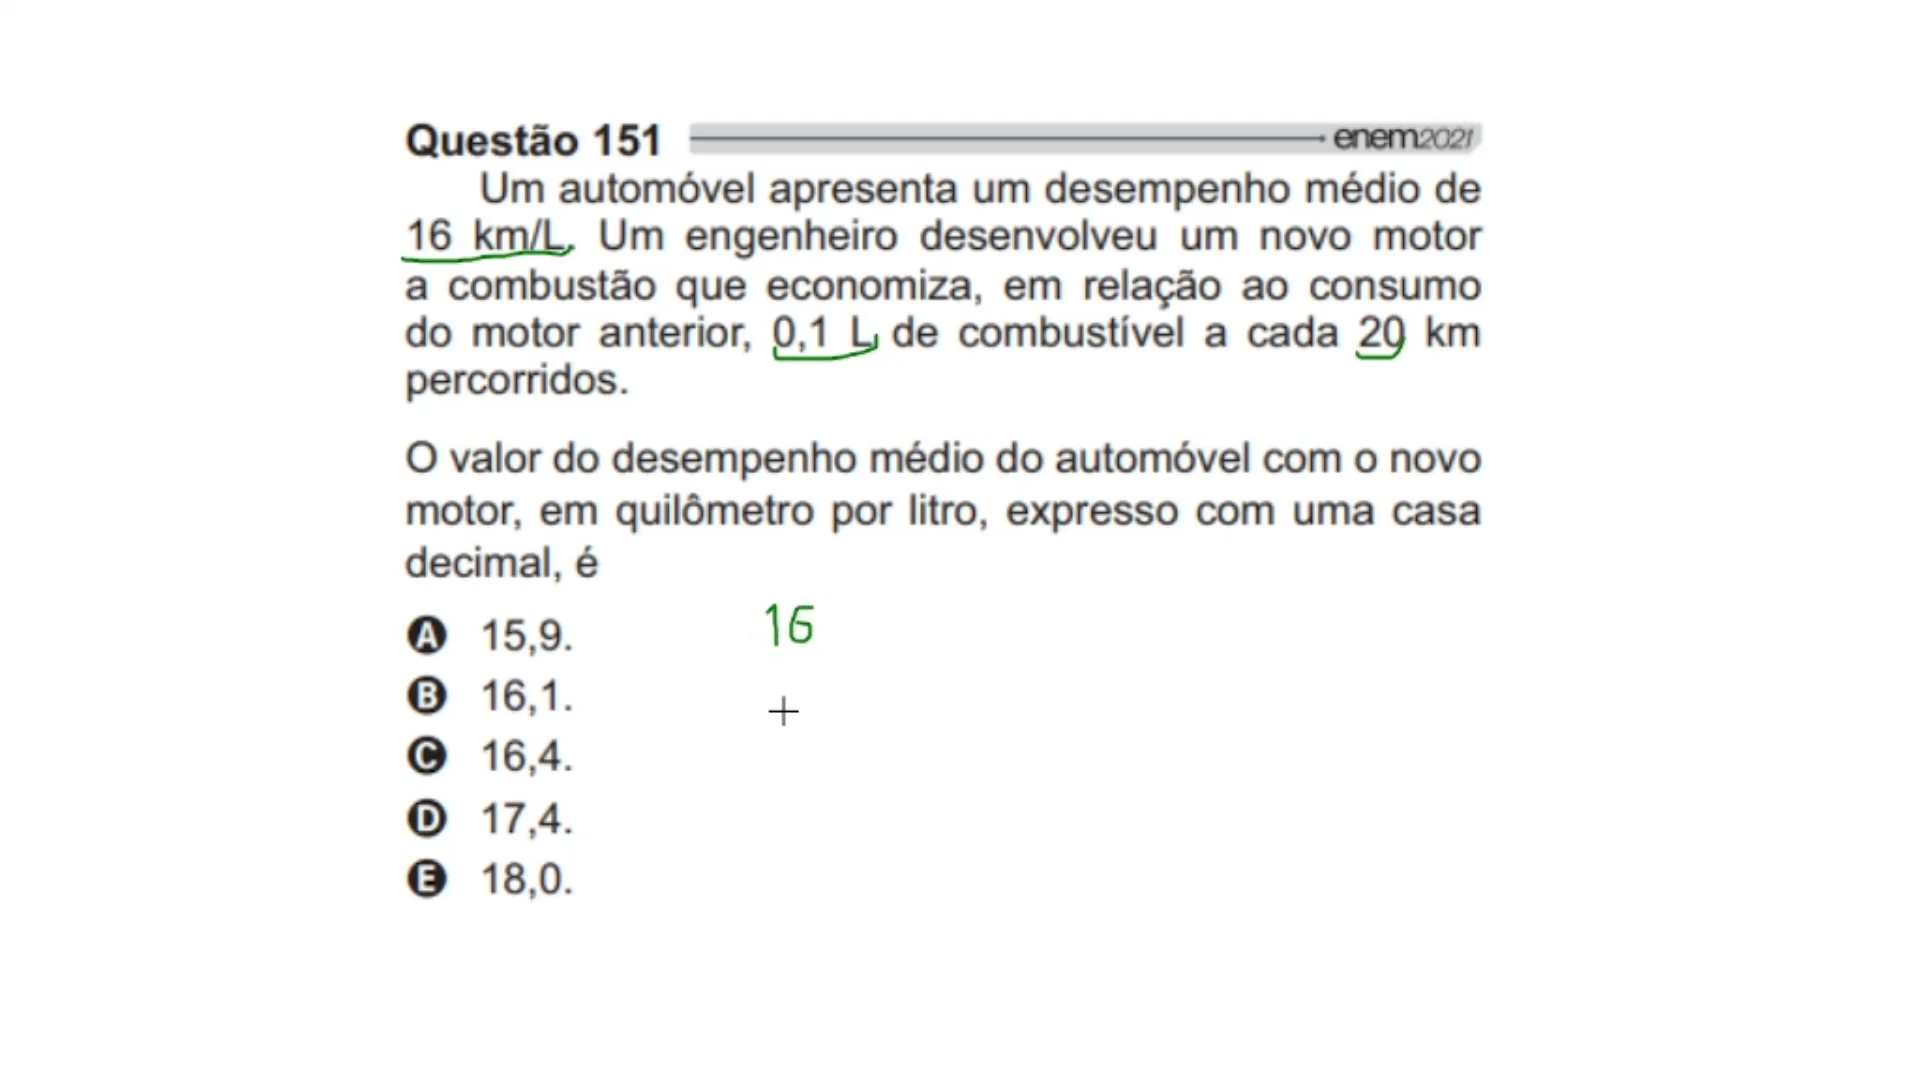 Questão 151
enem2021
Um automóvel apresenta um desempenho médio de
16 km/L. Um engenheiro desenvolveu um novo motor
a combustão que economiza, em relação ao consumo
do motor anterior, 0,1 L de combustível a cada 20 km
percorridos.
O valor do desempenho médio do automóvel com o novo
motor, em quilômetro por litro, expresso com uma casa
decimal, é
A 15,9.
B 16,1.
C 16,4.
D 17,4.
E 18,0.
16